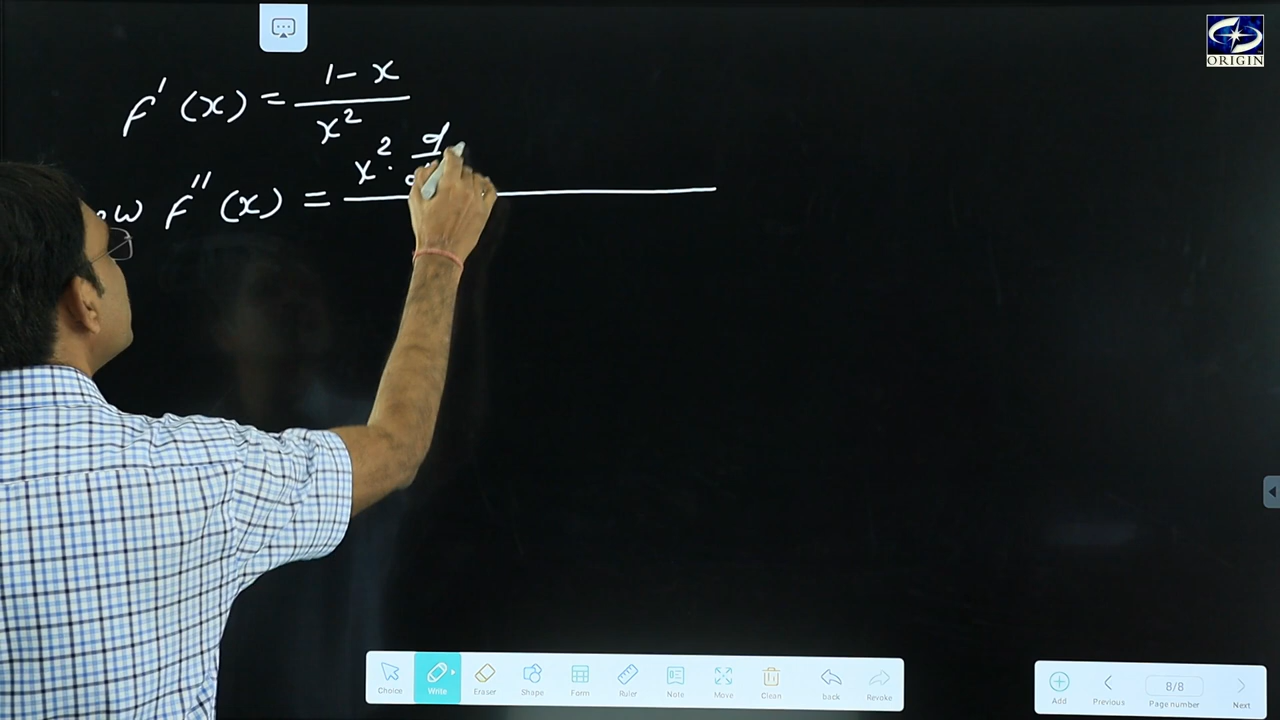 ORIGIN
f'(x) = (1-x)/x²
f''(x) = x².d
Choice Write Eraser Shape Form Ruler Note Move Clean back Revoke
Add Previous 8/8 Page number Next